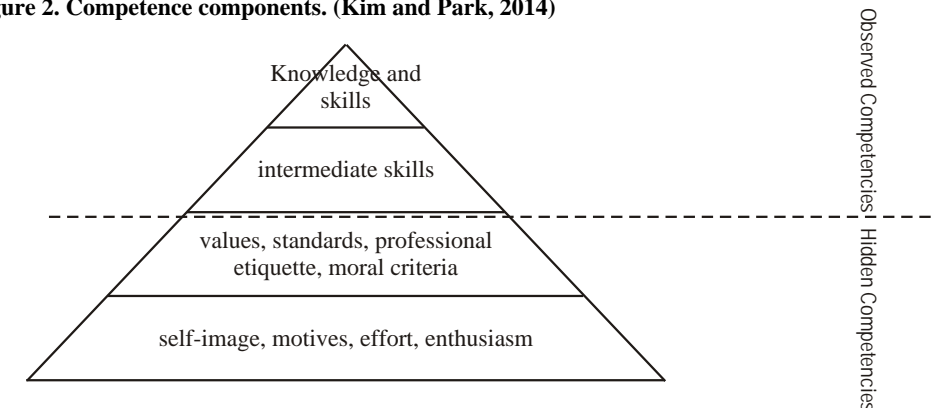 gure 2. Competence components. (Kim and Park, 2014)
Knowledge and
skills
intermediate skills
values, standards, professional
etiquette, moral criteria
self-image, motives, effort, enthusiasm
Observed Competencies
Hidden Competencies